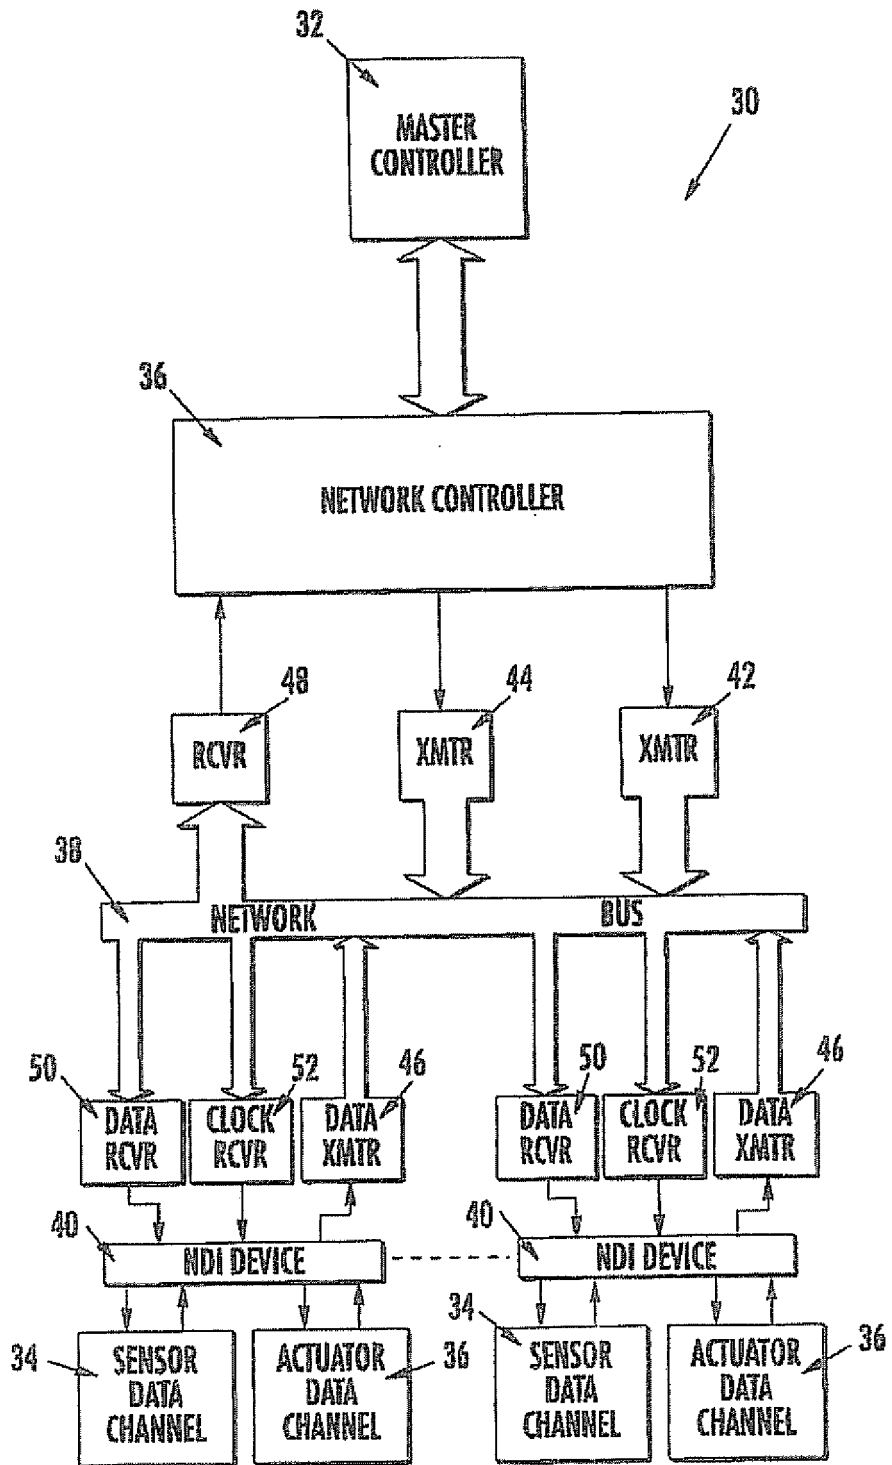 32
MASTER
CONTROLLER
30
36
NETWORK CONTROLLER
48
RCVR
44
XMTR
42
XMTR
38
NETWORK BUS
50
DATA
RCVR
52
CLOCK
RCVR
46
DATA
XMTR
50
DATA
RCVR
52
CLOCK
RCVR
46
DATA
XMTR
40
NDI DEVICE
40
NDI DEVICE
34
SENSOR
DATA
CHANNEL
36
ACTUATOR
DATA
CHANNEL
34
SENSOR
DATA
CHANNEL
36
ACTUATOR
DATA
CHANNEL